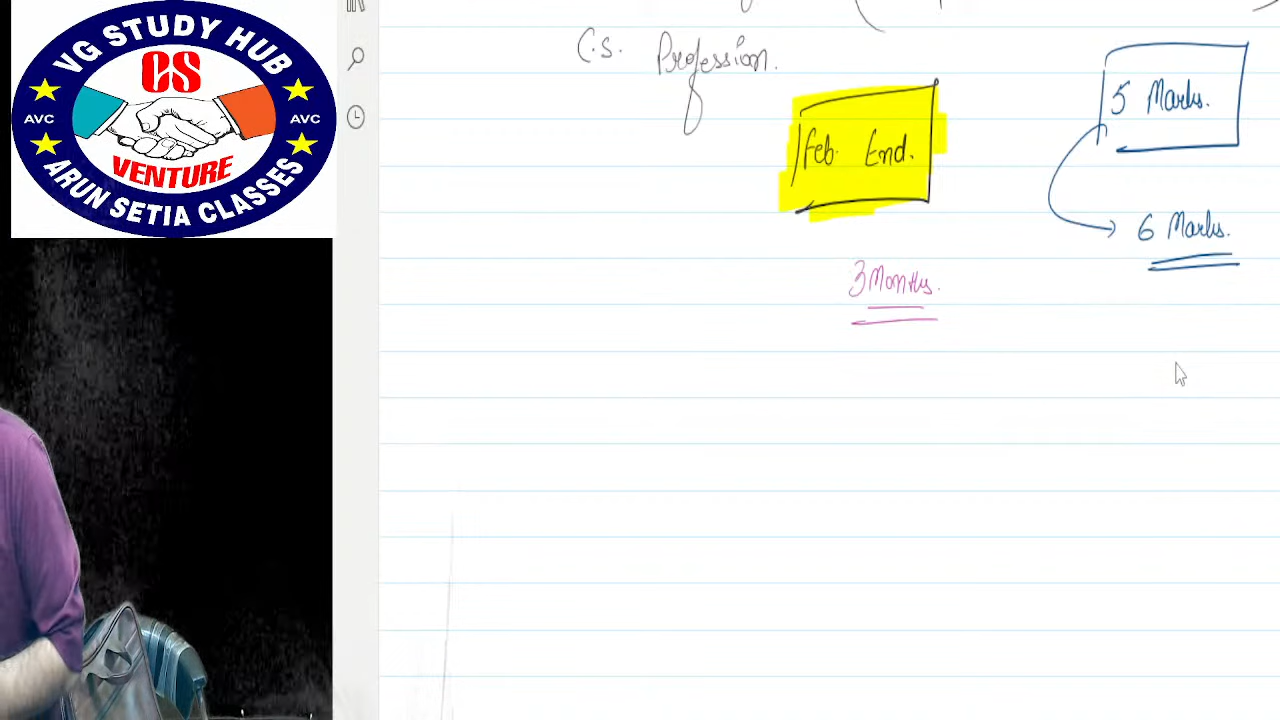 VG STUDY HUB
CS
AVC
AVC
VENTURE
ARUN SETIA CLASSES
C.S. Profession.
5 Marks.
Feb. End.
6 Marks.
3 Months.